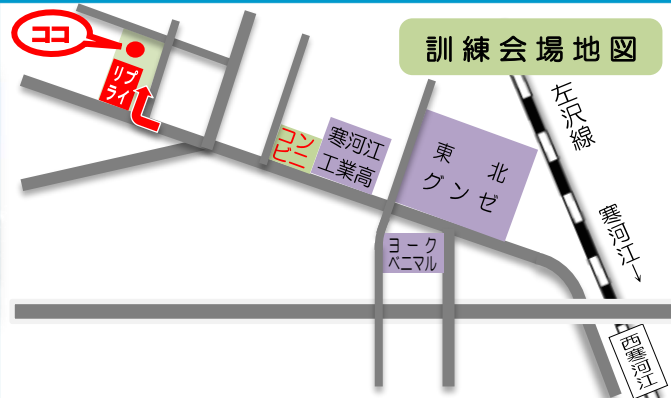 訓練会場地図
ココ
リプ
ライ
コン
ビニ
寒河江
工業高
東北
グンゼ
ヨーク
ベニマル
左沢線
寒河江→
西寒河江